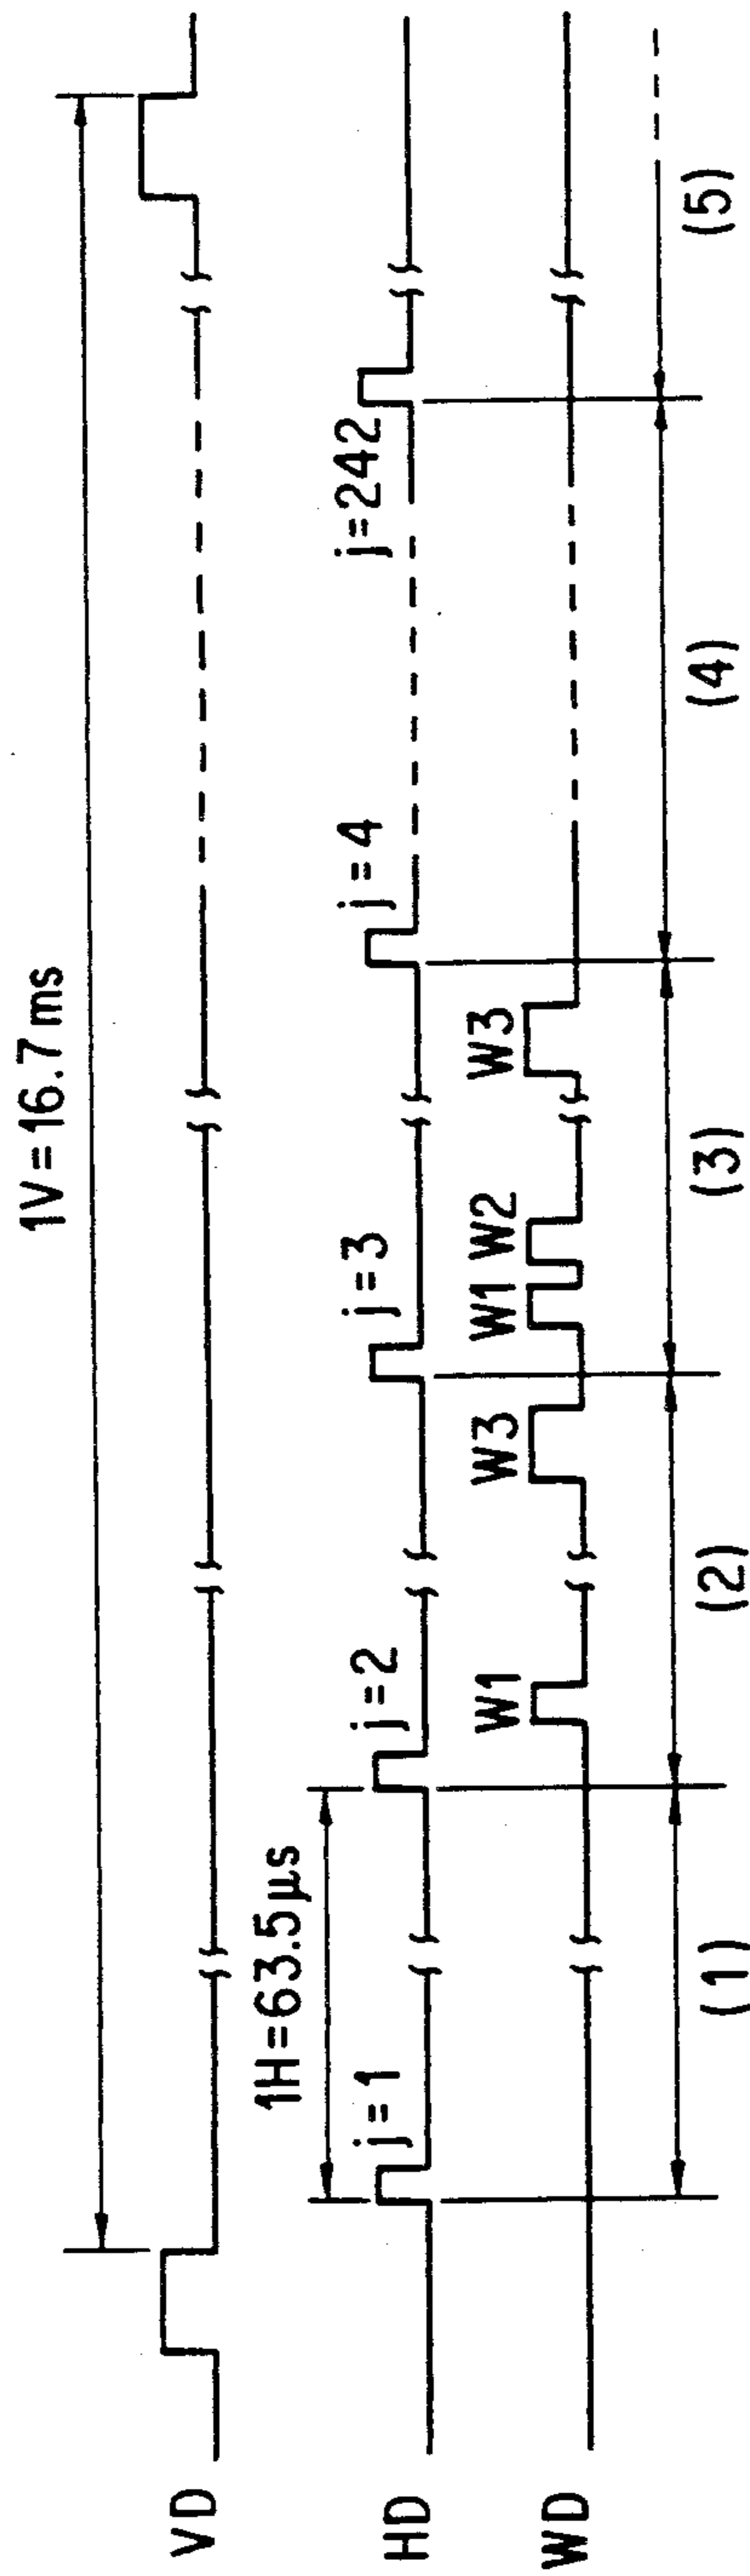 1V=16.7ms
VD
1H=63.5µs
j=1
j=2
j=3
j=4
j=242
HD
W1
W3
W1
W2
W3
WD
(1)
(2)
(3)
(4)
(5)